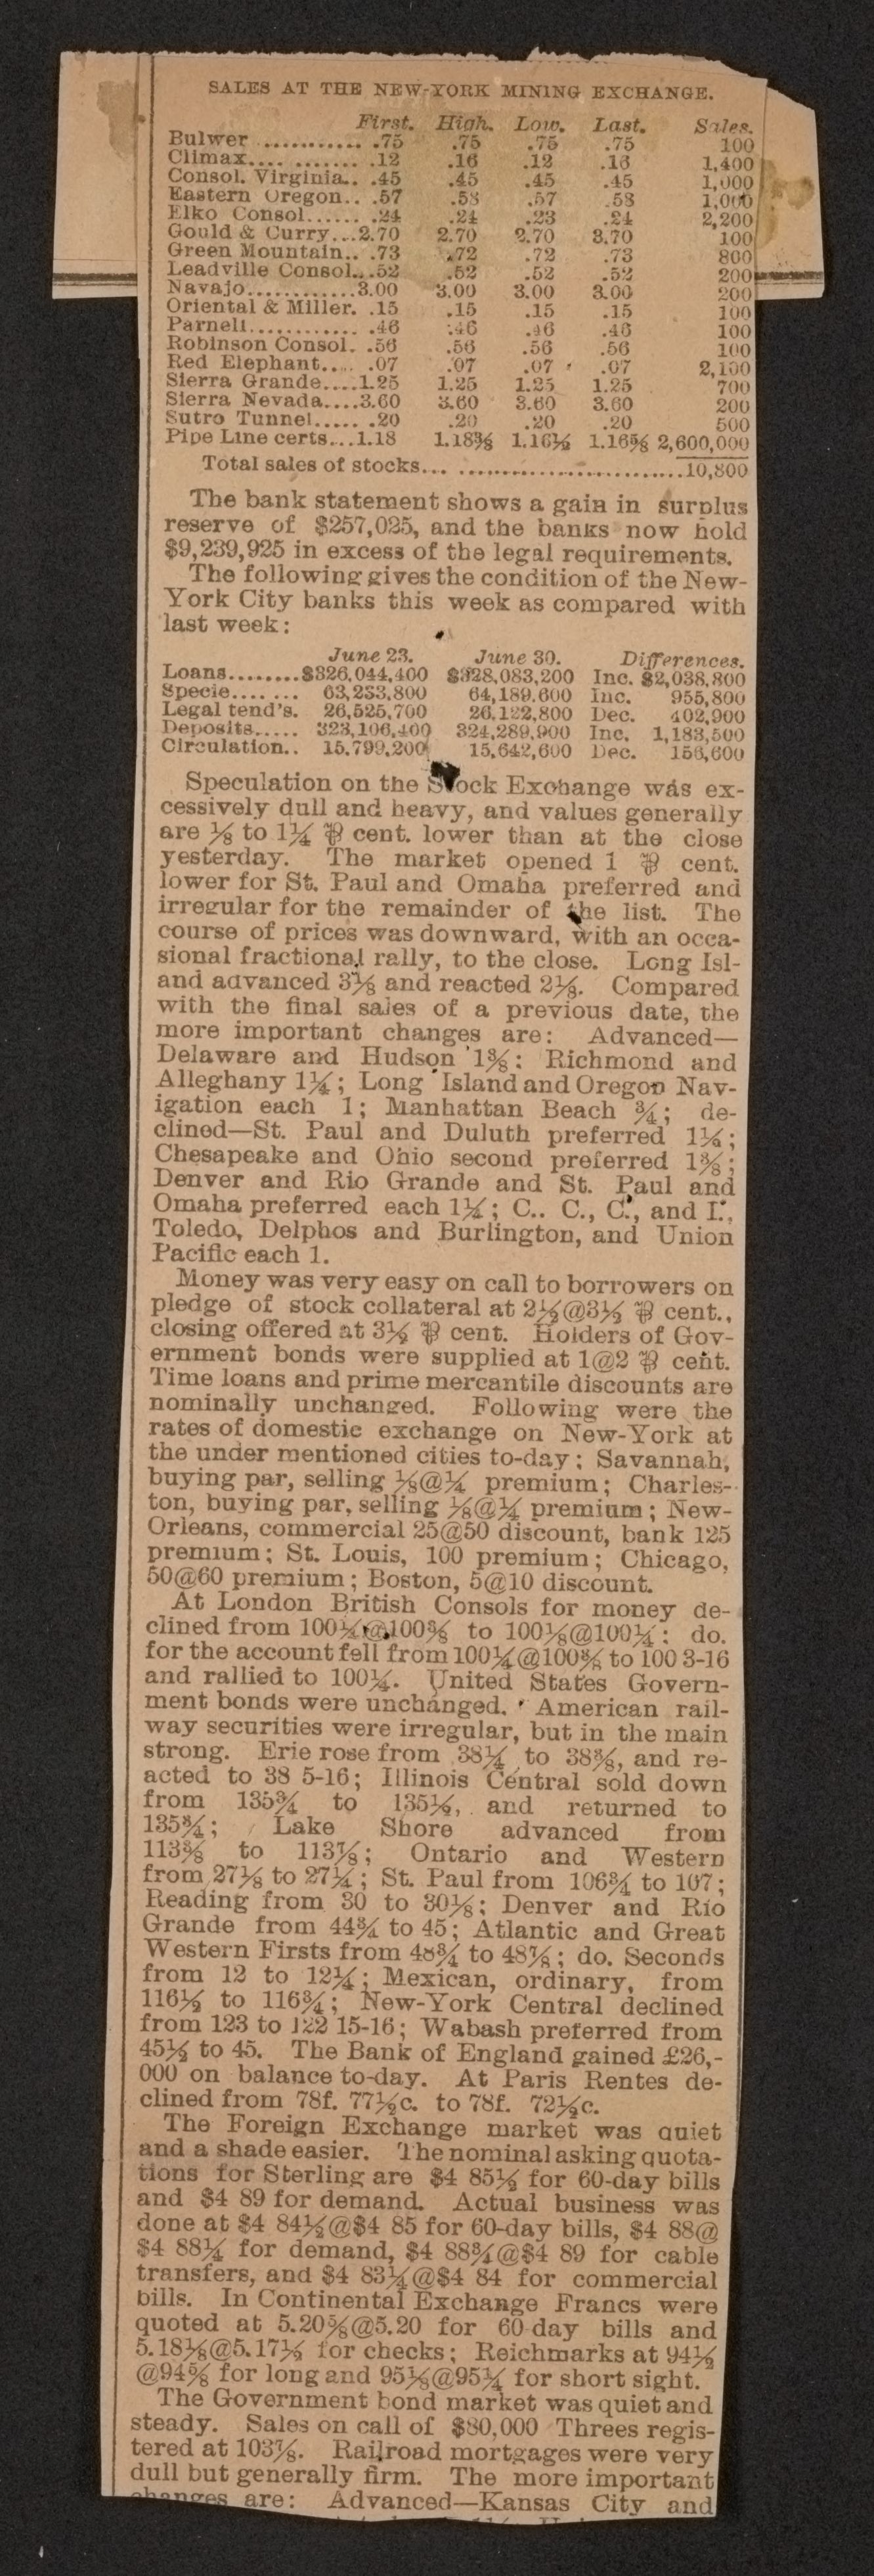 SALES AT THE NEW-YORK MINING EXCHANGE.
First. High. Low. Last. Sales.
Bulwer ........... .75 .75 .75 .75 100
Climax.... ....... .12 .16 .12 .16 1,400
Consol. Virginia.. .45 .45 .45 .45 1,000
Eastern Oregon.. .57 .58 .57 .58 1,000
Elko Consol...... .24 .24 .23 .24 2,200
Gould & Curry...2.70 2.70 2.70 3.70 100
Green Mountain.. .73 .72 .72 .73 800
Leadville Consol...52 .52 .52 .52 200
Navajo............3.00 3.00 3.00 3.00 200
Oriental & Miller. .15 .15 .15 .15 100
Parnell............ .46 .46 .46 .46 100
Robinson Consol. .56 .56 .56 .56 100
Red Elephant..... .07 .07 .07 .07 2,100
Sierra Grande....1.25 1.25 1.25 1.25 700
Sierra Nevada....3.60 3.60 3.60 3.60 200
Sutro Tunnel..... .20 .20 .20 .20 500
Pipe Line certs...1.18 1.18⅜ 1.16½ 1.16⅝ 2,600,000
Total sales of stocks... ..........................10,800
The bank statement shows a gain in surplus
reserve of $257,025, and the banks now hold
$9,239,925 in excess of the legal requirements.
The following gives the condition of the New-
York City banks this week as compared with
last week:
June 23. June 30. Differences.
Loans........$326,044,400 $328,083,200 Inc. $2,038,800
Specie....... 63,233,800 64,189,600 Inc. 955,800
Legal tend's. 26,525,700 26,122,800 Dec. 402,900
Deposits..... 323,106,400 324,289,900 Inc. 1,183,500
Circulation.. 15,799,200 15,642,600 Dec. 156,600
Speculation on the Stock Exchange was ex-
cessively dull and heavy, and values generally
are ⅛ to 1¼ ⅌ cent. lower than at the close
yesterday. The market opened 1 ⅌ cent.
lower for St. Paul and Omaha preferred and
irregular for the remainder of the list. The
course of prices was downward, with an occa-
sional fractional rally, to the close. Long Isl-
and advanced 3⅛ and reacted 2⅛. Compared
with the final sales of a previous date, the
more important changes are: Advanced—
Delaware and Hudson 1⅜: Richmond and
Alleghany 1¼; Long Island and Oregon Nav-
igation each 1; Manhattan Beach ¾; de-
clined—St. Paul and Duluth preferred 1½;
Chesapeake and Ohio second preferred 1⅜;
Denver and Rio Grande and St. Paul and
Omaha preferred each 1¼; C.. C., C., and I.,
Toledo, Delphos and Burlington, and Union
Pacific each 1.
Money was very easy on call to borrowers on
pledge of stock collateral at 2½@3½ ⅌ cent.,
closing offered at 3½ ⅌ cent. Holders of Gov-
ernment bonds were supplied at 1@2 ⅌ cent.
Time loans and prime mercantile discounts are
nominally unchanged. Following were the
rates of domestic exchange on New-York at
the under mentioned cities to-day; Savannah,
buying par, selling ⅛@¼ premium; Charles-
ton, buying par, selling ⅛@¼ premium; New-
Orleans, commercial 25@50 discount, bank 125
premium; St. Louis, 100 premium; Chicago,
50@60 premium; Boston, 5@10 discount.
At London British Consols for money de-
clined from 100¼@100⅜ to 100⅛@100¼: do.
for the account fell from 100¼@100⅜ to 100 3-16
and rallied to 100¼. United States Govern-
ment bonds were unchanged. American rail-
way securities were irregular, but in the main
strong. Erie rose from 38¼ to 38⅜, and re-
acted to 38 5-16; Illinois Central sold down
from 135¾ to 135½, and returned to
135¾; Lake Shore advanced from
113⅜ to 113⅞; Ontario and Western
from 27⅛ to 27¼; St. Paul from 106¾ to 107;
Reading from 30 to 30⅛; Denver and Rio
Grande from 44¾ to 45; Atlantic and Great
Western Firsts from 48¾ to 48⅞; do. Seconds
from 12 to 12¼; Mexican, ordinary, from
116½ to 116¾; New-York Central declined
from 123 to 122 15-16; Wabash preferred from
45½ to 45. The Bank of England gained £26,-
000 on balance to-day. At Paris Rentes de-
clined from 78f. 77½c. to 78f. 72½c.
The Foreign Exchange market was quiet
and a shade easier. The nominal asking quota-
tions for Sterling are $4 85½ for 60-day bills
and $4 89 for demand. Actual business was
done at $4 84½@$4 85 for 60-day bills, $4 88@
$4 88¼ for demand, $4 88¾@$4 89 for cable
transfers, and $4 83¼@$4 84 for commercial
bills. In Continental Exchange Francs were
quoted at 5.20⅝@5.20 for 60-day bills and
5.18⅛@5.17½ for checks; Reichmarks at 94½
@94⅝ for long and 95⅛@95¼ for short sight.
The Government bond market was quiet and
steady. Sales on call of $80,000 Threes regis-
tered at 103⅞. Railroad mortgages were very
dull but generally firm. The more important
changes are: Advanced—Kansas City and